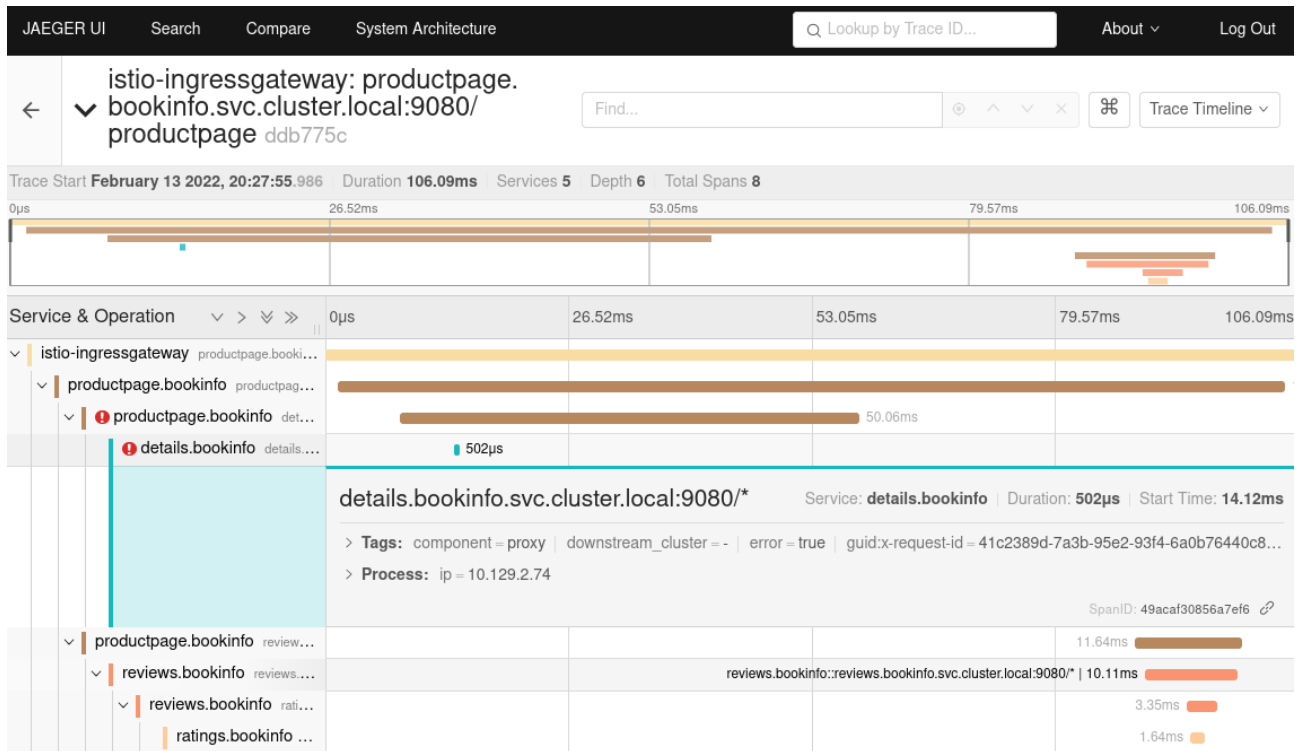 JAEGER UI Search Compare System Architecture Lookup by Trace ID... About Log Out
istio-ingressgateway: productpage.
bookinfo.svc.cluster.local:9080/
productpage ddb775c
Find...
⌘
Trace Timeline
Trace Start February 13 2022, 20:27:55.986 Duration 106.09ms Services 5 Depth 6 Total Spans 8
0μs 26.52ms 53.05ms 79.57ms 106.09ms
Service & Operation 0μs 26.52ms 53.05ms 79.57ms 106.09ms
istio-ingressgateway productpage.booki...
productpage.bookinfo productpag...
productpage.bookinfo det... 50.06ms
details.bookinfo details.... 502μs
details.bookinfo.svc.cluster.local:9080/* Service: details.bookinfo Duration: 502μs Start Time: 14.12ms
Tags: component = proxy downstream_cluster = - error = true guid:x-request-id = 41c2389d-7a3b-95e2-93f4-6a0b76440c8...
Process: ip = 10.129.2.74
SpanID: 49acaf30856a7ef6
productpage.bookinfo review... 11.64ms
reviews.bookinfo reviews.... reviews.bookinfo::reviews.bookinfo.svc.cluster.local:9080/* | 10.11ms
reviews.bookinfo rati... 3.35ms
ratings.bookinfo ... 1.64ms